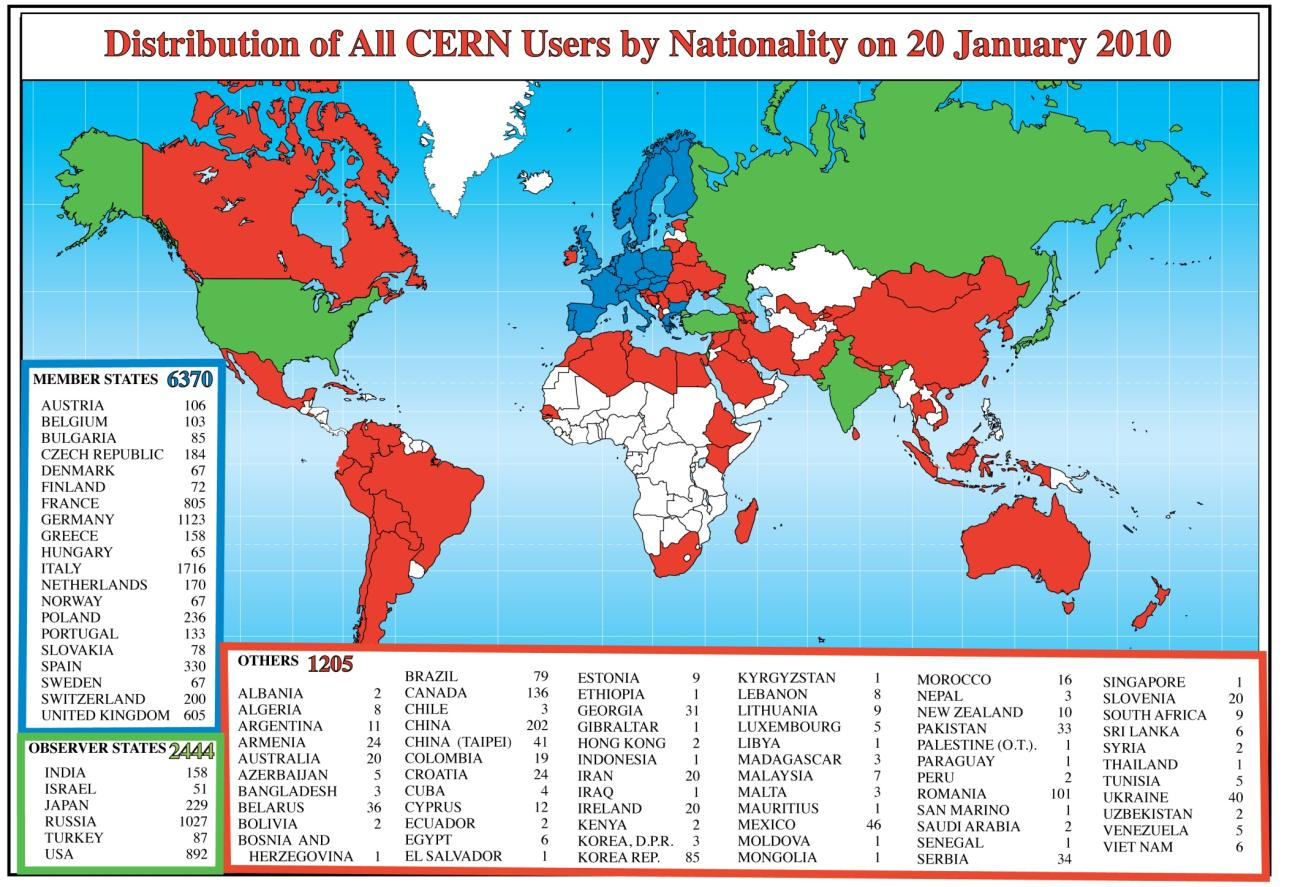 Distribution of All CERN Users by Nationality on 20 January 2010
MEMBER STATES 6370
AUSTRIA 106
BELGIUM 103
BULGARIA 85
CZECH REPUBLIC 184
DENMARK 67
FINLAND 72
FRANCE 805
GERMANY 1123
GREECE 158
HUNGARY 65
ITALY 1716
NETHERLANDS 170
NORWAY 67
POLAND 236
PORTUGAL 133
SLOVAKIA 78
SPAIN 330
SWEDEN 67
SWITZERLAND 200
UNITED KINGDOM 605
OBSERVER STATES 2444
INDIA 158
ISRAEL 51
JAPAN 229
RUSSIA 1027
TURKEY 87
USA 892
OTHERS 1205
ALBANIA 2
ALGERIA 8
ARGENTINA 11
ARMENIA 24
AUSTRALIA 20
AZERBAIJAN 5
BANGLADESH 3
BELARUS 36
BOLIVIA 2
BOSNIA AND
HERZEGOVINA 1
BRAZIL 79
CANADA 136
CHILE 3
CHINA 202
CHINA (TAIPEI) 41
COLOMBIA 19
CROATIA 24
CUBA 4
CYPRUS 12
ECUADOR 2
EGYPT 6
EL SALVADOR 1
ESTONIA 9
ETHIOPIA 1
GEORGIA 31
GIBRALTAR 1
HONG KONG 2
INDONESIA 1
IRAN 20
IRAQ 1
IRELAND 20
KENYA 2
KOREA, D.P.R. 3
KOREA REP. 85
KYRGYZSTAN 1
LEBANON 8
LITHUANIA 9
LUXEMBOURG 5
LIBYA 1
MADAGASCAR 3
MALAYSIA 7
MALTA 3
MAURITIUS 1
MEXICO 46
MOLDOVA 1
MONGOLIA 1
MOROCCO 16
NEPAL 3
NEW ZEALAND 10
PAKISTAN 33
PALESTINE (O.T.). 1
PARAGUAY 1
PERU 2
ROMANIA 101
SAN MARINO 1
SAUDI ARABIA 2
SENEGAL 1
SERBIA 34
SINGAPORE 1
SLOVENIA 20
SOUTH AFRICA 9
SRI LANKA 6
SYRIA 2
THAILAND 1
TUNISIA 5
UKRAINE 40
UZBEKISTAN 2
VENEZUELA 5
VIET NAM 6